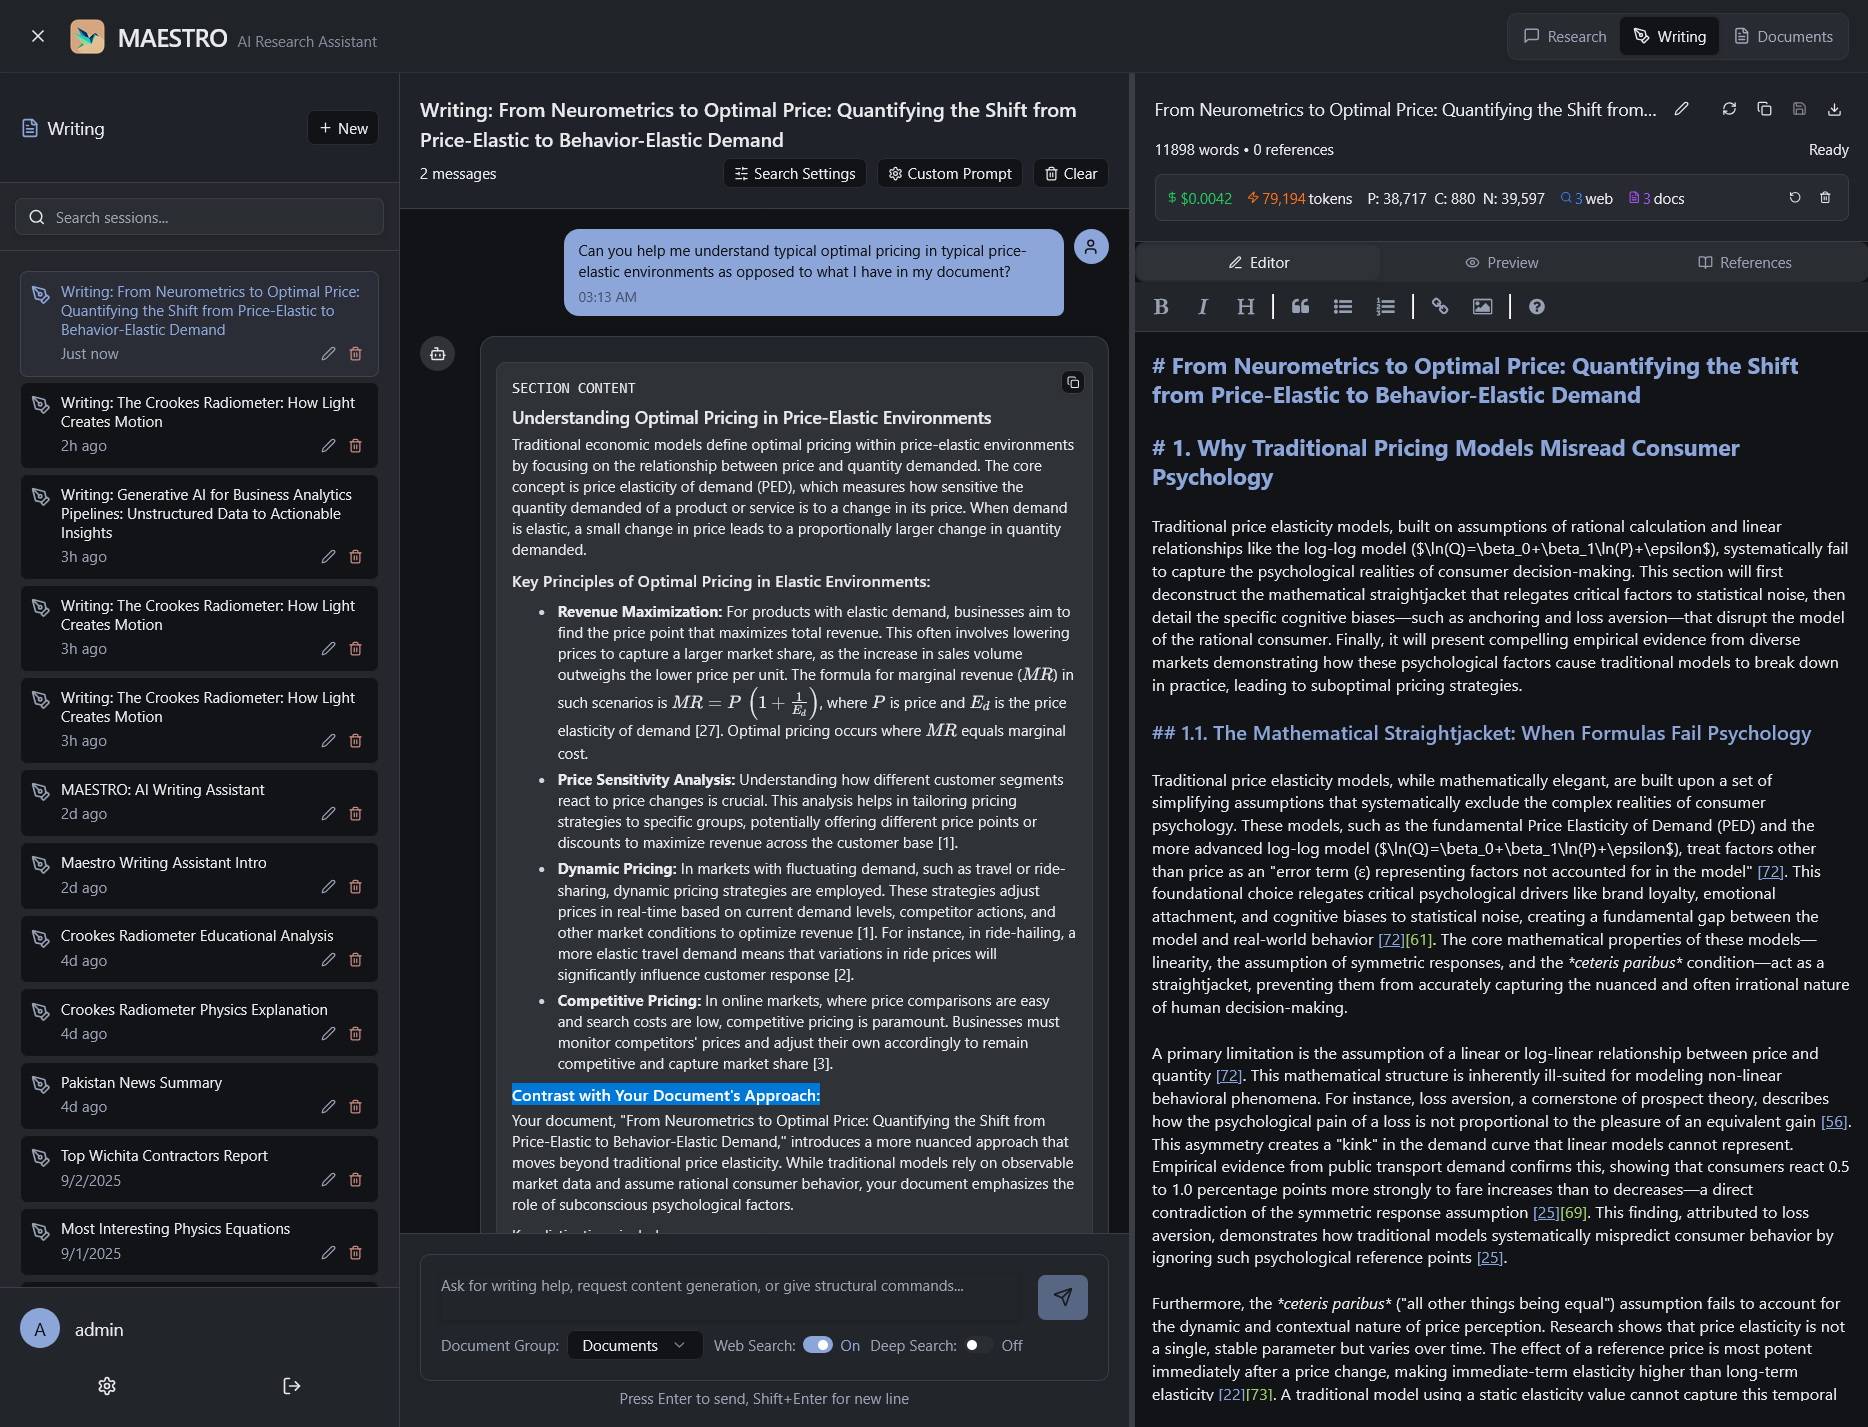 MAESTRO AI Research Assistant
Research
Writing
Documents
Writing
+ New
Search sessions...
Writing: From Neurometrics to Optimal Price:
Quantifying the Shift from Price-Elastic to
Behavior-Elastic Demand
Just now
Writing: The Crookes Radiometer: How Light
Creates Motion
2h ago
Writing: Generative AI for Business Analytics
Pipelines: Unstructured Data to Actionable
Insights
3h ago
Writing: The Crookes Radiometer: How Light
Creates Motion
3h ago
Writing: The Crookes Radiometer: How Light
Creates Motion
3h ago
MAESTRO: AI Writing Assistant
2d ago
Maestro Writing Assistant Intro
2d ago
Crookes Radiometer Educational Analysis
4d ago
Crookes Radiometer Physics Explanation
4d ago
Pakistan News Summary
4d ago
Top Wichita Contractors Report
9/2/2025
Most Interesting Physics Equations
9/1/2025
A
admin
Writing: From Neurometrics to Optimal Price: Quantifying the Shift from
Price-Elastic to Behavior-Elastic Demand
2 messages
Search Settings
Custom Prompt
Clear
Can you help me understand typical optimal pricing in typical price-
elastic environments as opposed to what I have in my document?
03:13 AM
SECTION CONTENT
Understanding Optimal Pricing in Price-Elastic Environments
Traditional economic models define optimal pricing within price-elastic environments
by focusing on the relationship between price and quantity demanded. The core
concept is price elasticity of demand (PED), which measures how sensitive the
quantity demanded of a product or service is to a change in its price. When demand
is elastic, a small change in price leads to a proportionally larger change in quantity
demanded.
Key Principles of Optimal Pricing in Elastic Environments:
• Revenue Maximization: For products with elastic demand, businesses aim to
find the price point that maximizes total revenue. This often involves lowering
prices to capture a larger market share, as the increase in sales volume
outweighs the lower price per unit. The formula for marginal revenue (MR) in
such scenarios is MR = P (1 + 1/E_d), where P is price and E_d is the price
elasticity of demand [27]. Optimal pricing occurs where MR equals marginal
cost.
• Price Sensitivity Analysis: Understanding how different customer segments
react to price changes is crucial. This analysis helps in tailoring pricing
strategies to specific groups, potentially offering different price points or
discounts to maximize revenue across the customer base [1].
• Dynamic Pricing: In markets with fluctuating demand, such as travel or ride-
sharing, dynamic pricing strategies are employed. These strategies adjust
prices in real-time based on current demand levels, competitor actions, and
other market conditions to optimize revenue [1]. For instance, in ride-hailing, a
more elastic travel demand means that variations in ride prices will
significantly influence customer response [2].
• Competitive Pricing: In online markets, where price comparisons are easy
and search costs are low, competitive pricing is paramount. Businesses must
monitor competitors' prices and adjust their own accordingly to remain
competitive and capture market share [3].
Contrast with Your Document's Approach:
Your document, "From Neurometrics to Optimal Price: Quantifying the Shift from
Price-Elastic to Behavior-Elastic Demand," introduces a more nuanced approach that
moves beyond traditional price elasticity. While traditional models rely on observable
market data and assume rational consumer behavior, your document emphasizes the
role of subconscious psychological factors.
Ask for writing help, request content generation, or give structural commands...
Document Group:
Documents
Web Search:
On
Deep Search:
Off
Press Enter to send, Shift+Enter for new line
From Neurometrics to Optimal Price: Quantifying the Shift from...
11898 words • 0 references
Ready
$ $0.0042
79,194 tokens
P: 38,717 C: 880 N: 39,597
3 web
3 docs
Editor
Preview
References
B I H
# From Neurometrics to Optimal Price: Quantifying the Shift
from Price-Elastic to Behavior-Elastic Demand
# 1. Why Traditional Pricing Models Misread Consumer
Psychology
Traditional price elasticity models, built on assumptions of rational calculation and linear
relationships like the log-log model ($\ln(Q)=\beta_0+\beta_1\ln(P)+\epsilon$), systematically fail
to capture the psychological realities of consumer decision-making. This section will first
deconstruct the mathematical straightjacket that relegates critical factors to statistical noise, then
detail the specific cognitive biases—such as anchoring and loss aversion—that disrupt the model
of the rational consumer. Finally, it will present compelling empirical evidence from diverse
markets demonstrating how these psychological factors cause traditional models to break down
in practice, leading to suboptimal pricing strategies.
## 1.1. The Mathematical Straightjacket: When Formulas Fail Psychology
Traditional price elasticity models, while mathematically elegant, are built upon a set of
simplifying assumptions that systematically exclude the complex realities of consumer
psychology. These models, such as the fundamental Price Elasticity of Demand (PED) and the
more advanced log-log model ($\ln(Q)=\beta_0+\beta_1\ln(P)+\epsilon$), treat factors other
than price as an "error term (ε) representing factors not accounted for in the model" [72]. This
foundational choice relegates critical psychological drivers like brand loyalty, emotional
attachment, and cognitive biases to statistical noise, creating a fundamental gap between the
model and real-world behavior [72][61]. The core mathematical properties of these models—
linearity, the assumption of symmetric responses, and the *ceteris paribus* condition—act as a
straightjacket, preventing them from accurately capturing the nuanced and often irrational nature
of human decision-making.
A primary limitation is the assumption of a linear or log-linear relationship between price and
quantity [72]. This mathematical structure is inherently ill-suited for modeling non-linear
behavioral phenomena. For instance, loss aversion, a cornerstone of prospect theory, describes
how the psychological pain of a loss is not proportional to the pleasure of an equivalent gain [56].
This asymmetry creates a "kink" in the demand curve that linear models cannot represent.
Empirical evidence from public transport demand confirms this, showing that consumers react 0.5
to 1.0 percentage points more strongly to fare increases than to decreases—a direct
contradiction of the symmetric response assumption [25][69]. This finding, attributed to loss
aversion, demonstrates how traditional models systematically mispredict consumer behavior by
ignoring such psychological reference points [25].
Furthermore, the *ceteris paribus* ("all other things being equal") assumption fails to account for
the dynamic and contextual nature of price perception. Research shows that price elasticity is not
a single, stable parameter but varies over time. The effect of a reference price is most potent
immediately after a price change, making immediate-term elasticity higher than long-term
elasticity [22][73]. A traditional model using a static elasticity value cannot capture this temporal